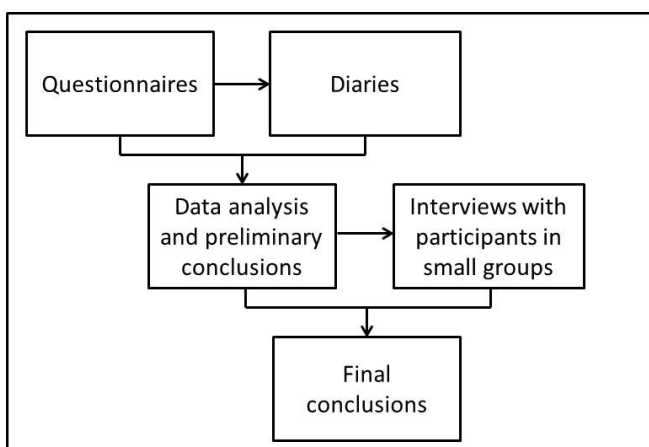 Questionnaires
Diaries
Data analysis
and preliminary
conclusions
Interviews with
participants in
small groups
Final
conclusions